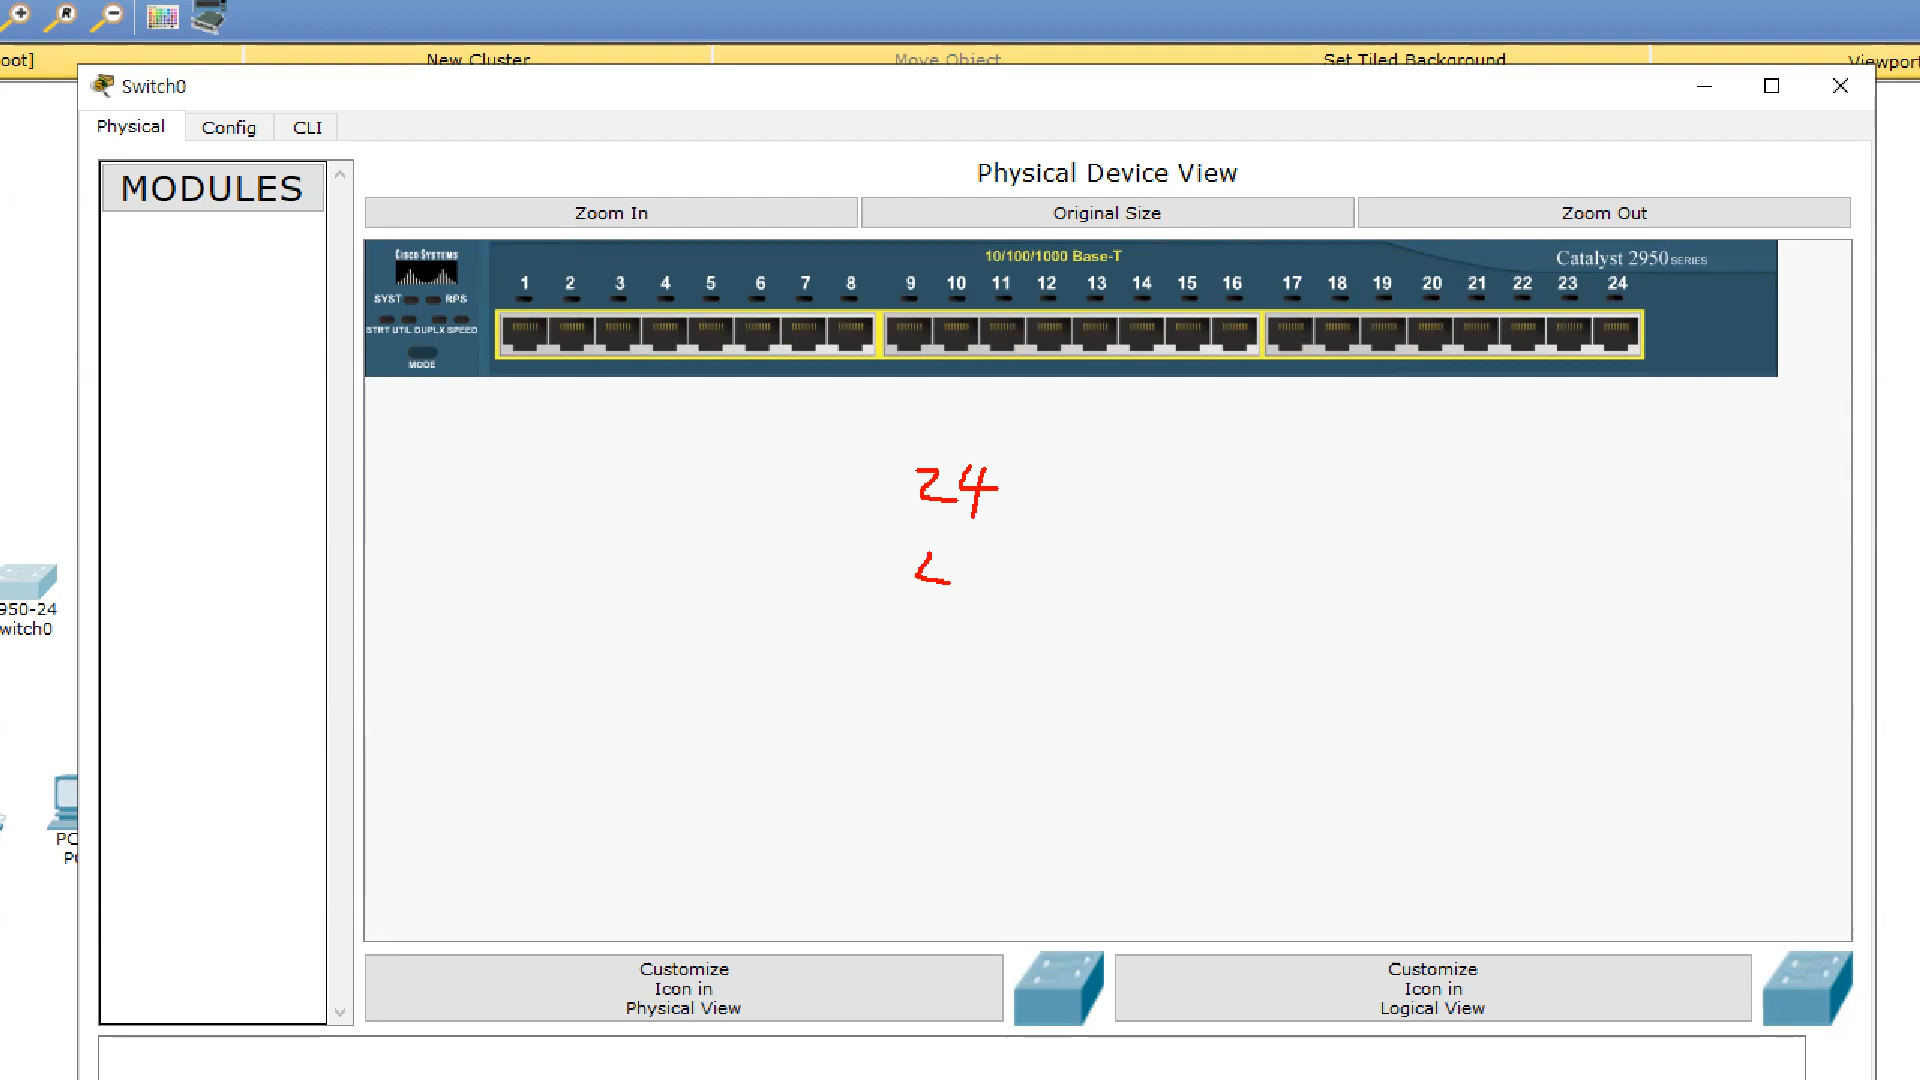 R
oot]
New Cluster
Move Object
Set Tiled Background
Viewport
Switch0
Physical Config CLI
MODULES
Physical Device View
Zoom In Original Size Zoom Out
CISCO SYSTEMS
10/100/1000 Base-T
Catalyst 2950 SERIES
1 2 3 4 5 6 7 8 9 10 11 12 13 14 15 16 17 18 19 20 21 22 23 24
SYST RPS
STRT UTIL DUPLX SPEED
MODE
24
950-24
witch0
PC
Customize
Icon in
Physical View
Customize
Icon in
Logical View